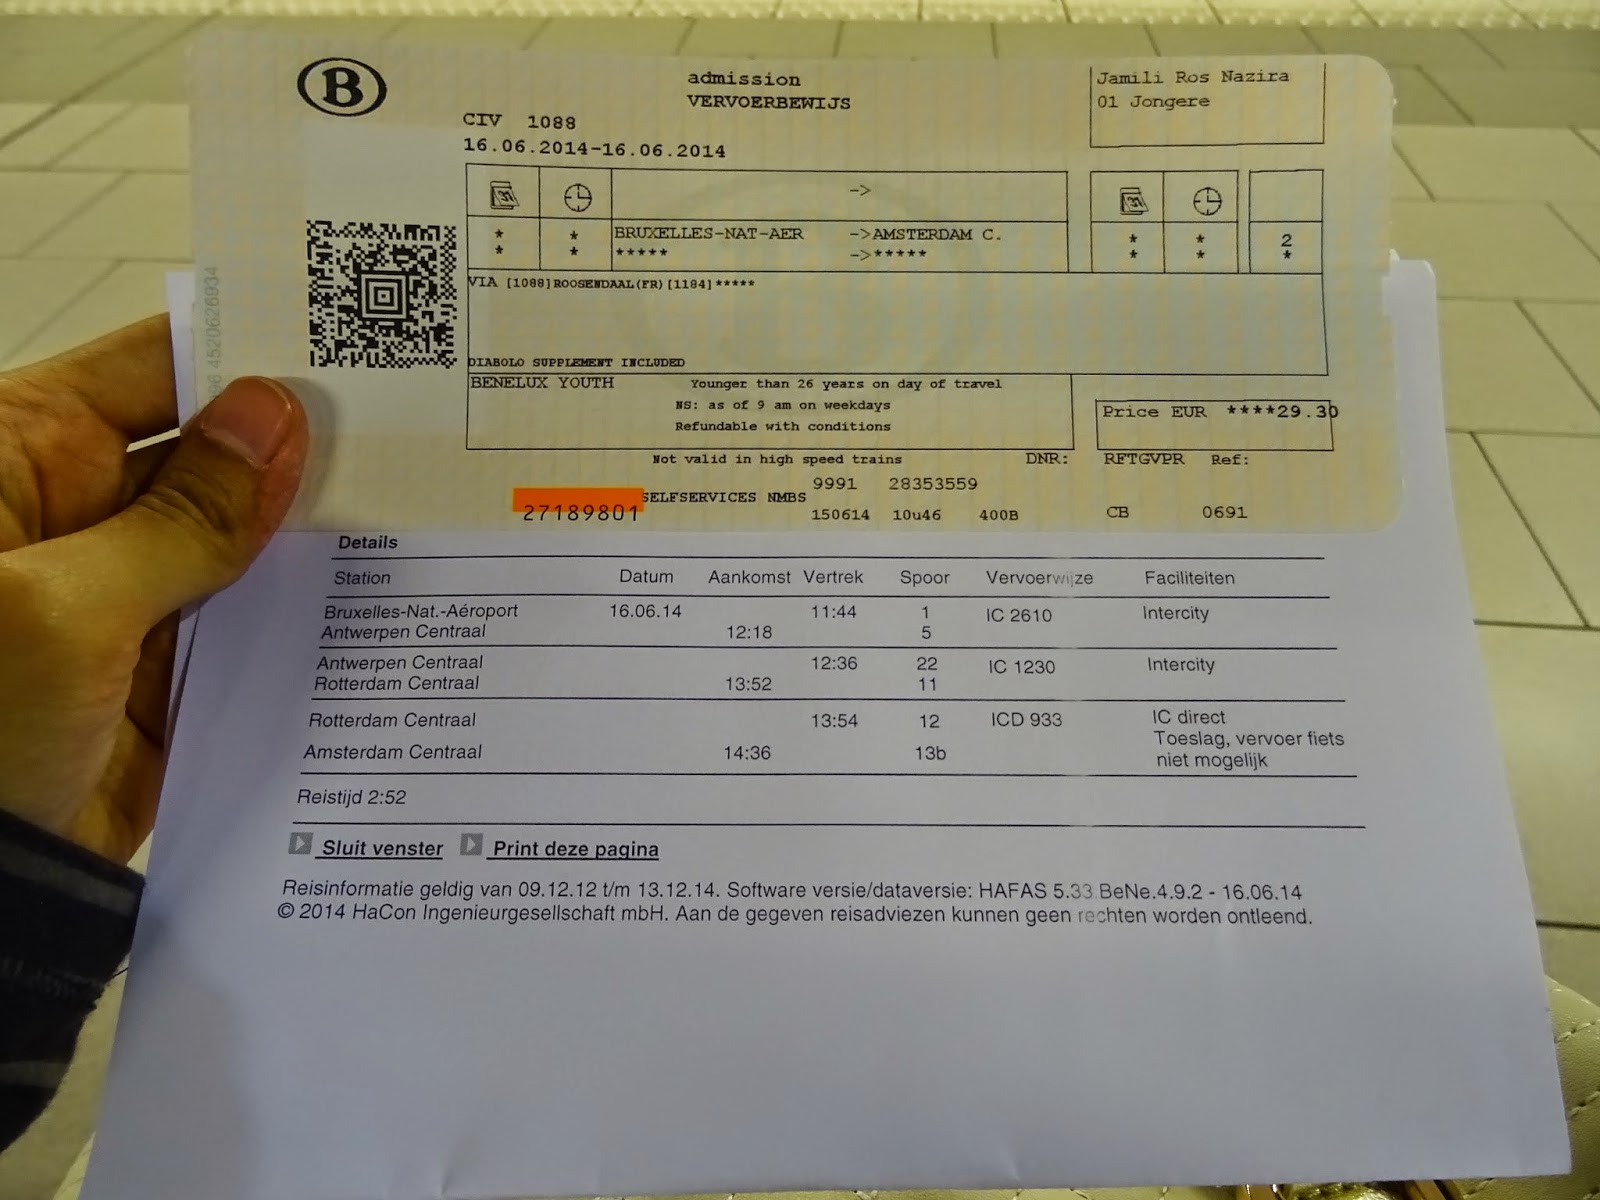 B
admission
VERVOERBEWIJS
Jamili Ros Nazira
01 Jongere
CIV 1088
16.06.2014-16.06.2014
31 -> 31
* * BRUXELLES-NAT-AER ->AMSTERDAM C. * * 2
* * ***** ->***** * * *
VIA [1088]ROOSENDAAL(FR)[1184]*****
DIABOLO SUPPLEMENT INCLUDED
BENELUX YOUTH Younger than 26 years on day of travel
NS: as of 9 am on weekdays
Refundable with conditions
Price EUR ****29.30
Not valid in high speed trains DNR: RFTGVPR Ref:
9991 28353559
SELFSERVICES NMBS
27189801 150614 10u46 400B CB 0691
96 4520626934
Details
Station Datum Aankomst Vertrek Spoor Vervoerwijze Faciliteiten
Bruxelles-Nat.-Aéroport 16.06.14 11:44 1 IC 2610 Intercity
Antwerpen Centraal 12:18 5
Antwerpen Centraal 12:36 22 IC 1230 Intercity
Rotterdam Centraal 13:52 11
Rotterdam Centraal 13:54 12 ICD 933 IC direct
Toeslag, vervoer fiets
Amsterdam Centraal 14:36 13b niet mogelijk
Reistijd 2:52
Sluit venster Print deze pagina
Reisinformatie geldig van 09.12.12 t/m 13.12.14. Software versie/dataversie: HAFAS 5.33.BeNe.4.9.2 - 16.06.14
© 2014 HaCon Ingenieurgesellschaft mbH. Aan de gegeven reisadviezen kunnen geen rechten worden ontleend.